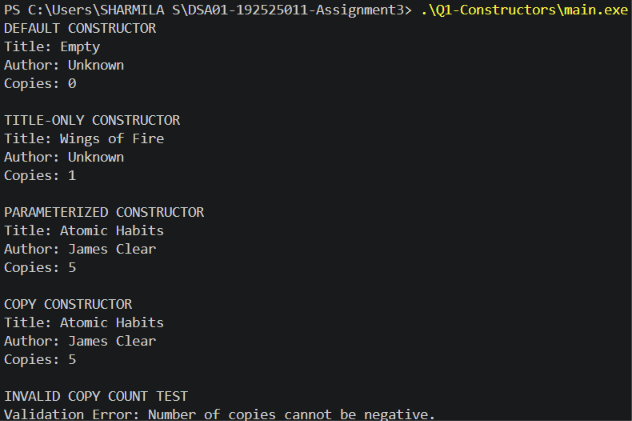 PS C:\Users\SHARMILA S\DSA01-192525011-Assignment3> .\Q1-Constructors\main.exe
DEFAULT CONSTRUCTOR
Title: Empty
Author: Unknown
Copies: 0

TITLE-ONLY CONSTRUCTOR
Title: Wings of Fire
Author: Unknown
Copies: 1

PARAMETERIZED CONSTRUCTOR
Title: Atomic Habits
Author: James Clear
Copies: 5

COPY CONSTRUCTOR
Title: Atomic Habits
Author: James Clear
Copies: 5

INVALID COPY COUNT TEST
Validation Error: Number of copies cannot be negative.